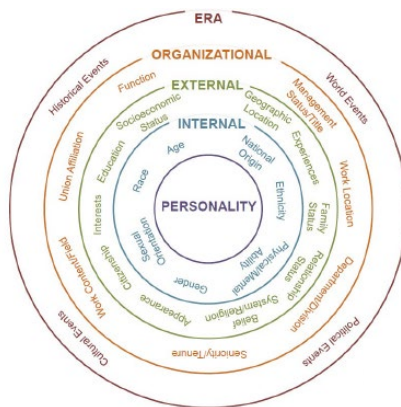 ERA
Historical Events
World Events
Political Events
Cultural Events
ORGANIZATIONAL
Function
Management
Status/Title
Work Location
Department/Division
Seniority/Tenure
Work Content/Field
Union Affiliation
EXTERNAL
Socioeconomic
Status
Geographic
Location
Experiences
Family
Status
Relationship
Status
Belief
System/Religion
Appearance
Citizenship
Interests
Education
INTERNAL
Age
National
Origin
Ethnicity
Physical/Mental
Ability
Gender
Sexual
Orientation
Race
PERSONALITY